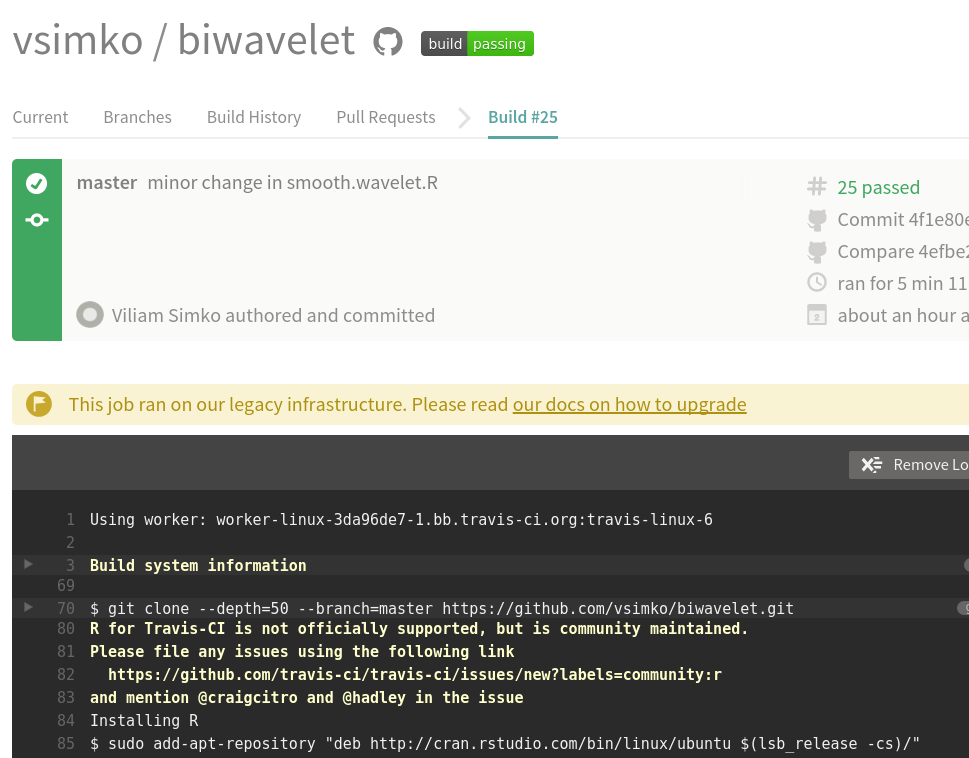 vsimko / biwavelet build passing
Current Branches Build History Pull Requests Build #25
master minor change in smooth.wavelet.R
25 passed
Commit 4f1e80
Compare 4efbe2
ran for 5 min 11
2 about an hour a
Viliam Simko authored and committed
This job ran on our legacy infrastructure. Please read our docs on how to upgrade
Remove Lo
1 Using worker: worker-linux-3da96de7-1.bb.travis-ci.org:travis-linux-6
2
3 Build system information
69
70 $ git clone --depth=50 --branch=master https://github.com/vsimko/biwavelet.git
80 R for Travis-CI is not officially supported, but is community maintained.
81 Please file any issues using the following link
82 https://github.com/travis-ci/travis-ci/issues/new?labels=community:r
83 and mention @craigcitro and @hadley in the issue
84 Installing R
85 $ sudo add-apt-repository "deb http://cran.rstudio.com/bin/linux/ubuntu $(lsb_release -cs)/"